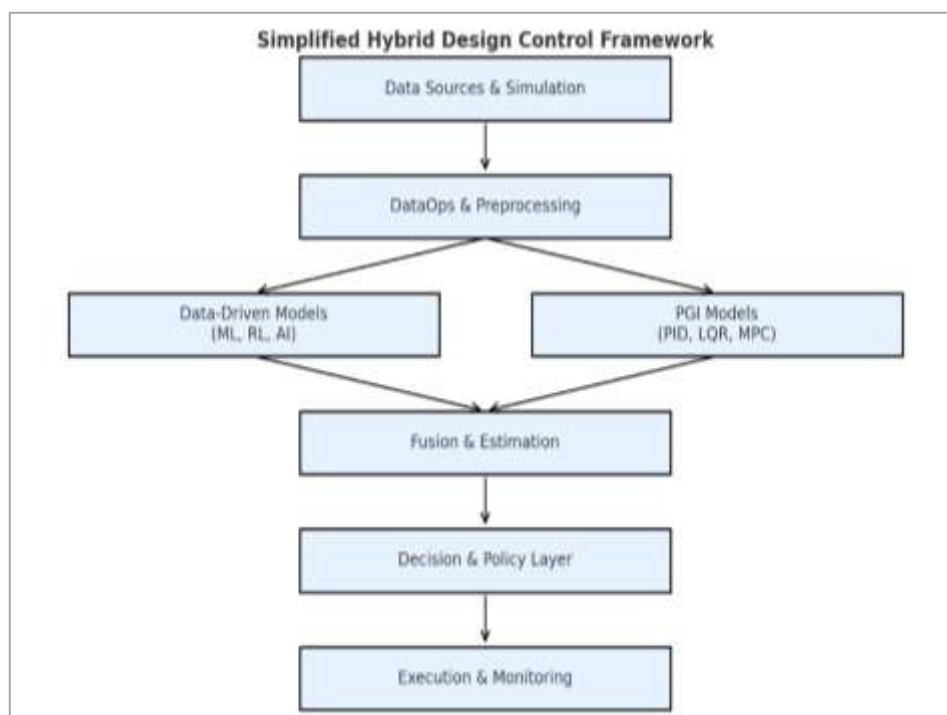 Simplified Hybrid Design Control Framework
Data Sources & Simulation
DataOps & Preprocessing
Data-Driven Models
(ML, RL, AI)
PGI Models
(PID, LQR, MPC)
Fusion & Estimation
Decision & Policy Layer
Execution & Monitoring